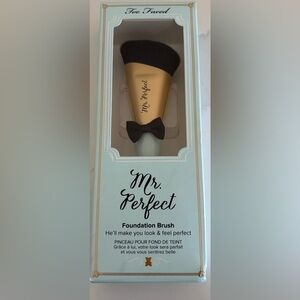 Too Faced
Mr. Perfect
Mr.
Perfect
Foundation Brush
He'll make you look & feel perfect
PINCEAU POUR FOND DE TEINT
Grâce à lui, votre look sera parfait
et vous vous sentirez belle